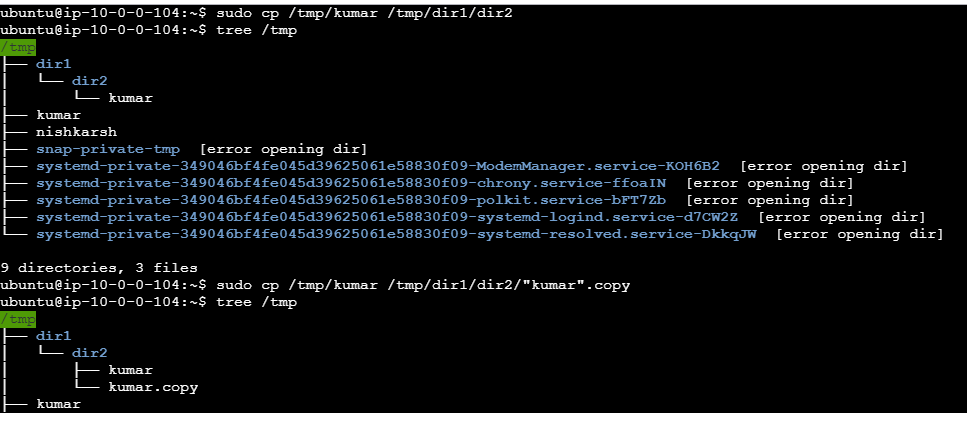 ubuntu@ip-10-0-0-104:~$ sudo cp /tmp/kumar /tmp/dir1/dir2
ubuntu@ip-10-0-0-104:~$ tree /tmp
/tmp
├── dir1
│   └── dir2
│       └── kumar
├── kumar
├── nishkarsh
├── snap-private-tmp  [error opening dir]
├── systemd-private-349046bf4fe045d39625061e58830f09-ModemManager.service-KOH6B2  [error opening dir]
├── systemd-private-349046bf4fe045d39625061e58830f09-chrony.service-ffoaIN  [error opening dir]
├── systemd-private-349046bf4fe045d39625061e58830f09-polkit.service-bFT7Zb  [error opening dir]
├── systemd-private-349046bf4fe045d39625061e58830f09-systemd-logind.service-d7CW2Z  [error opening dir]
└── systemd-private-349046bf4fe045d39625061e58830f09-systemd-resolved.service-DkkqJW  [error opening dir]

9 directories, 3 files
ubuntu@ip-10-0-0-104:~$ sudo cp /tmp/kumar /tmp/dir1/dir2/"kumar".copy
ubuntu@ip-10-0-0-104:~$ tree /tmp
/tmp
├── dir1
│   └── dir2
│       ├── kumar
│       └── kumar.copy
├── kumar